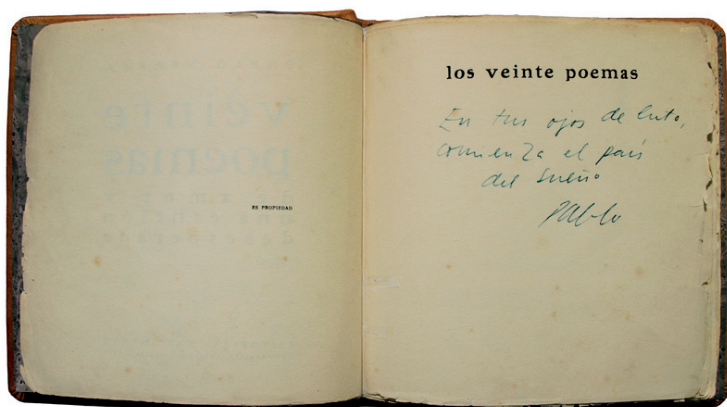 ES PROPIEDAD
los veinte poemas
En tus ojos de luto,
comienza el país
del sueño
Pablo